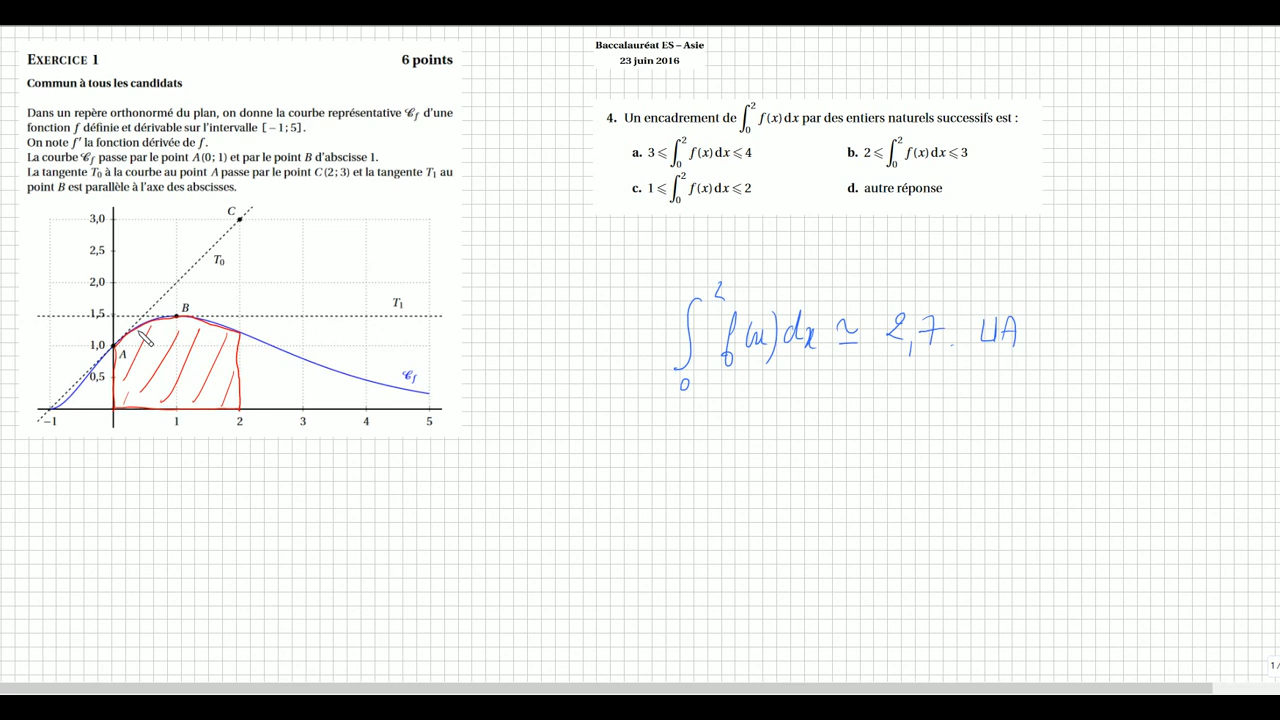 EXERCICE 1 6 points
Commun à tous les candidats
Dans un repère orthonormé du plan, on donne la courbe représentative 𝒞f d'une
fonction f définie et dérivable sur l'intervalle [−1 ; 5].
On note f′ la fonction dérivée de f.
La courbe 𝒞f passe par le point A(0 ; 1) et par le point B d'abscisse 1.
La tangente T0 à la courbe au point A passe par le point C(2 ; 3) et la tangente T1 au
point B est parallèle à l'axe des abscisses.
C
3,0
2,5
T0
2,0
T1
B
1,5
1,0
A
0,5
𝒞f
−1 1 2 3 4 5
Baccalauréat ES – Asie
23 juin 2016
4. Un encadrement de ∫₀² f(x) dx par des entiers naturels successifs est :
a. 3 ⩽ ∫₀² f(x) dx ⩽ 4 b. 2 ⩽ ∫₀² f(x) dx ⩽ 3
c. 1 ⩽ ∫₀² f(x) dx ⩽ 2 d. autre réponse
∫₀² f(x) dx ≃ 2,7. UA
1/